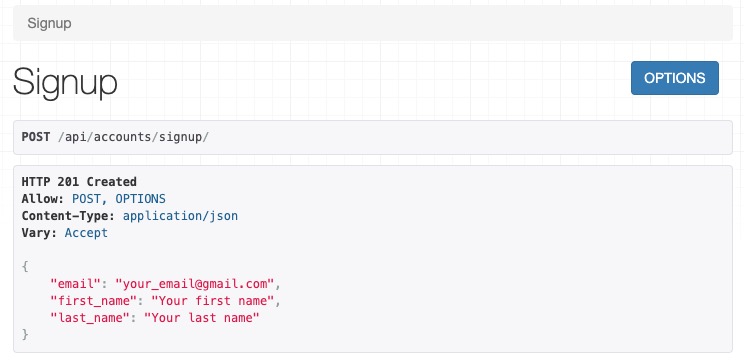 Signup
Signup
OPTIONS
POST /api/accounts/signup/
HTTP 201 Created
Allow: POST, OPTIONS
Content-Type: application/json
Vary: Accept
{
    "email": "your_email@gmail.com",
    "first_name": "Your first name",
    "last_name": "Your last name"
}